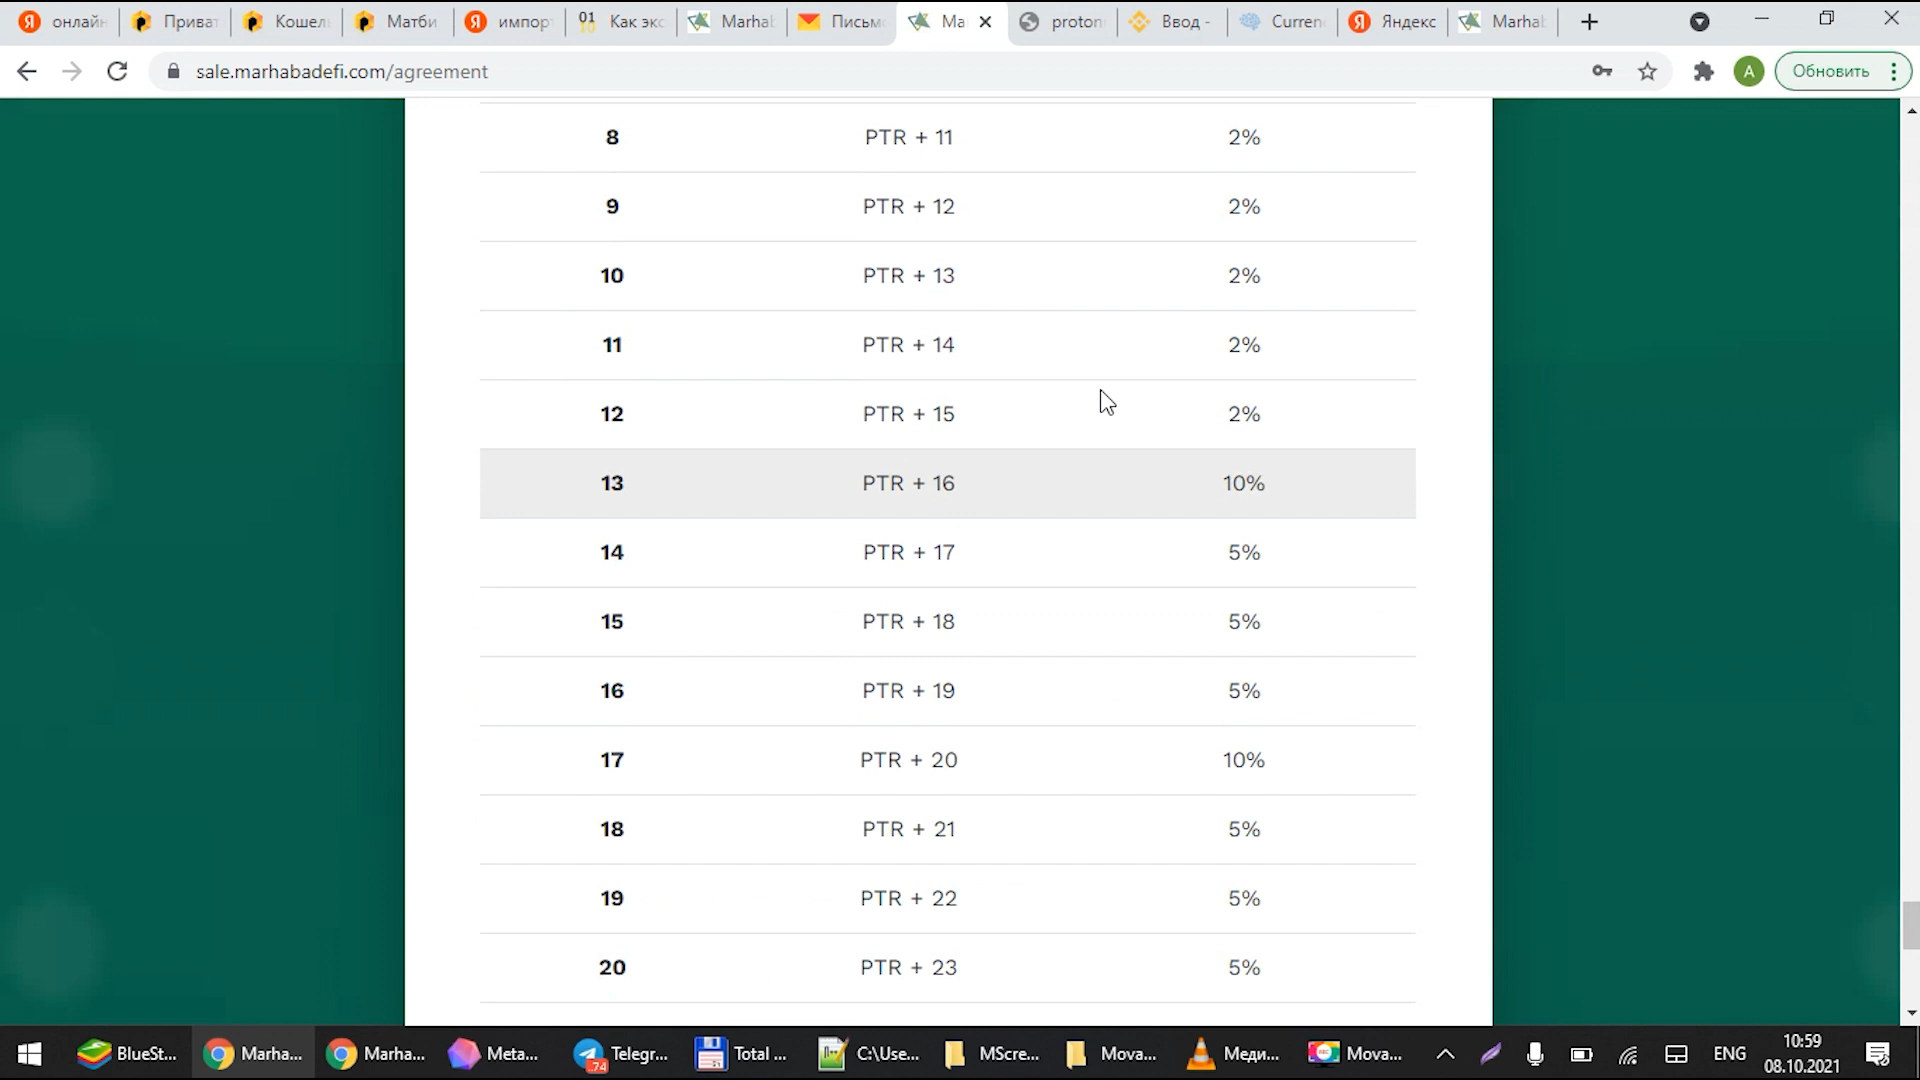 онлайн Приват Кошел Матби импор Как экс Marhab Письмо Ma proton Ввод - Curren Яндекс Marhab
sale.marhabadefi.com/agreement A Обновить
8 PTR + 11 2%
9 PTR + 12 2%
10 PTR + 13 2%
11 PTR + 14 2%
12 PTR + 15 2%
13 PTR + 16 10%
14 PTR + 17 5%
15 PTR + 18 5%
16 PTR + 19 5%
17 PTR + 20 10%
18 PTR + 21 5%
19 PTR + 22 5%
20 PTR + 23 5%
BlueSt... Marha... Marha... Meta... 74 Telegr... Total ... C:\Use... MScre... Mova... Меди... Mova... ENG 10:59
08.10.2021